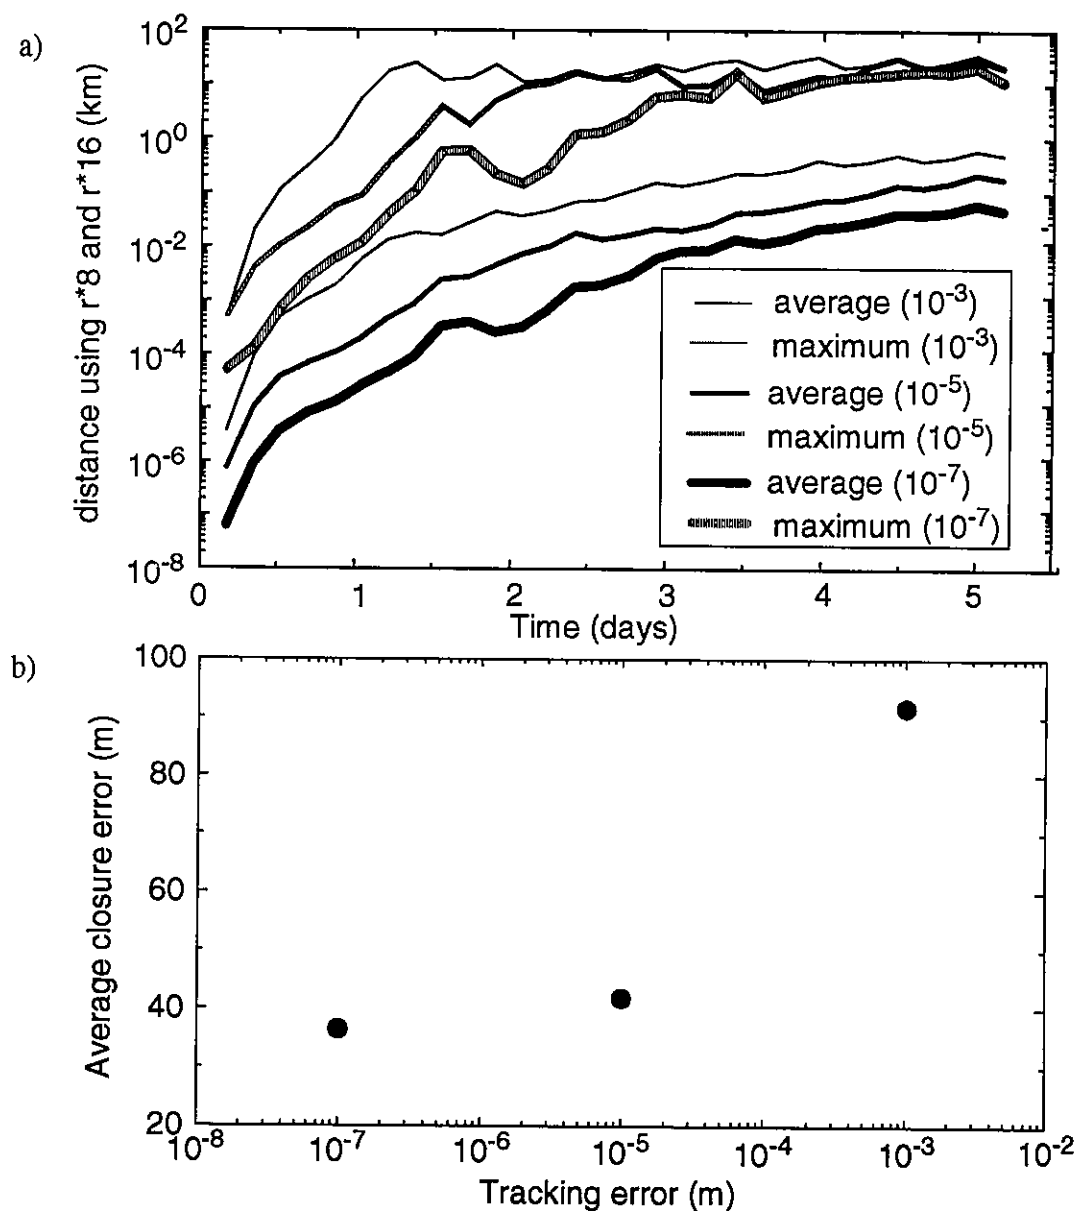 a)
distance using r*8 and r*16 (km)
10^2
10^0
10^-2
10^-4
10^-6
10^-8
average (10^-3)
maximum (10^-3)
average (10^-5)
maximum (10^-5)
average (10^-7)
maximum (10^-7)
0 1 2 3 4 5
Time (days)
b)
Average closure error (m)
100
80
60
40
20
10^-8 10^-7 10^-6 10^-5 10^-4 10^-3 10^-2
Tracking error (m)